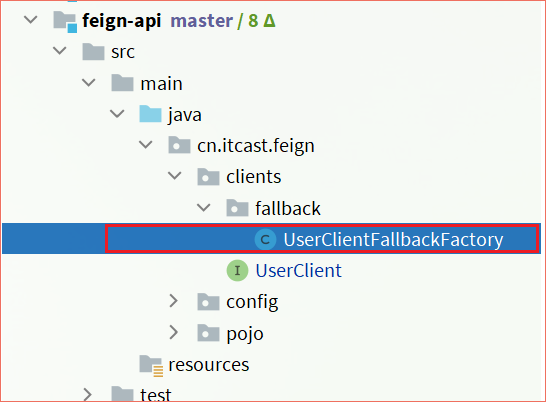 feign-api master / 8 Δ
src
main
java
cn.itcast.feign
clients
fallback
C UserClientFallbackFactory
I UserClient
config
pojo
resources
test